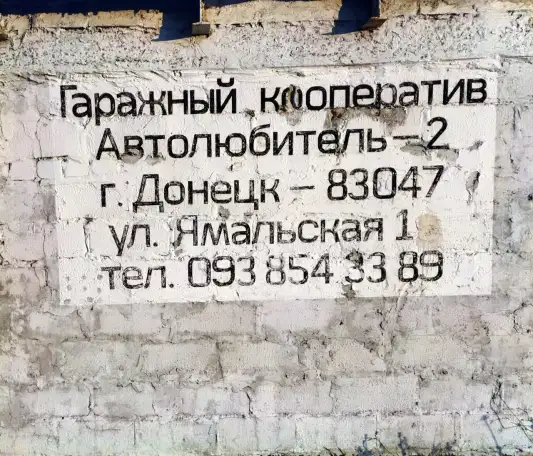 Гаражный кооператив
Автолюбитель-2
г. Донецк - 83047
ул. Ямальская 1
тел. 093 854 33 89